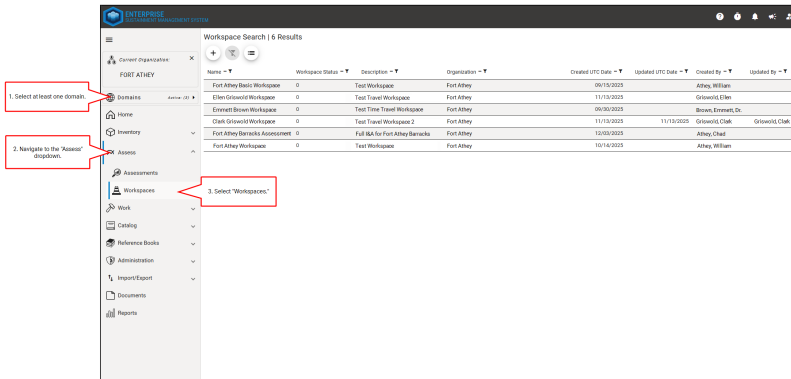 ENTERPRISE
SUSTAINMENT MANAGEMENT SYSTEM
Current Organization:
FORT ATHEY
1. Select at least one domain.
Domains
Home
Inventory
2. Navigate to the "Assess" dropdown.
Assess
Assessments
Workspaces
3. Select "Workspaces."
Work
Catalog
Reference Books
Administration
Import/Export
Documents
Reports
Workspace Search | 6 Results
Name Workspace Status Description Organization Created UTC Date Updated UTC Date Created By Updated By
Fort Athey Basic Workspace 0 Test Workspace Fort Athey 09/15/2025 Athey, William
Ellen Griswold Workspace 0 Test Travel Workspace Fort Athey 11/13/2025 Griswold, Ellen
Emmett Brown Workspace 0 Test Time Travel Workspace Fort Athey 09/30/2025 Brown, Emmett, Dr.
Clark Griswold Workspace 0 Test Travel Workspace 2 Fort Athey 11/13/2025 11/13/2025 Griswold, Clark Griswold, Clark
Fort Athey Barracks Assessment 0 Full I&A for Fort Athey Barracks Fort Athey 12/03/2025 Athey, Chad
Fort Athey Workspace 0 Test Workspace Fort Athey 10/14/2025 Athey, William